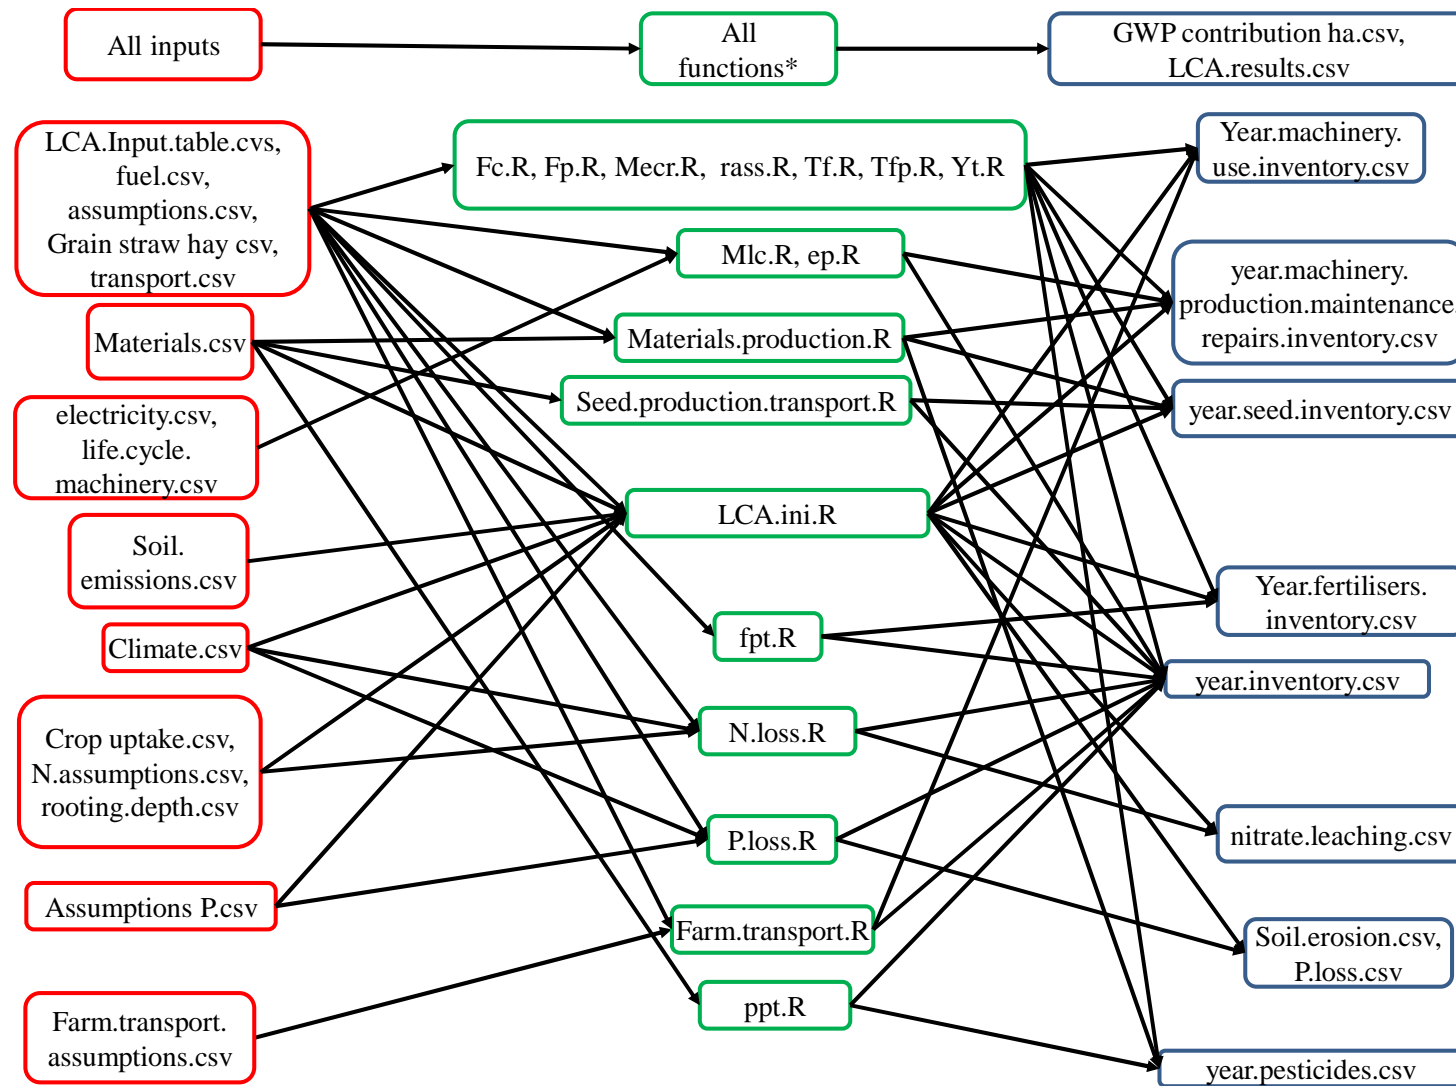 All inputs
All
functions*
GWP contribution ha.csv,
LCA.results.csv
LCA.Input.table.cvs,
fuel.csv,
assumptions.csv,
Grain straw hay csv,
transport.csv
Materials.csv
electricity.csv,
life.cycle.
machinery.csv
Soil.
emissions.csv
Climate.csv
Crop uptake.csv,
N.assumptions.csv,
rooting.depth.csv
Assumptions P.csv
Farm.transport.
assumptions.csv
Fc.R, Fp.R, Mecr.R, rass.R, Tf.R, Tfp.R, Yt.R
Mlc.R, ep.R
Materials.production.R
Seed.production.transport.R
LCA.ini.R
fpt.R
N.loss.R
P.loss.R
Farm.transport.R
ppt.R
Year.machinery.
use.inventory.csv
year.machinery.
production.maintenance.
repairs.inventory.csv
year.seed.inventory.csv
Year.fertilisers.
inventory.csv
year.inventory.csv
nitrate.leaching.csv
Soil.erosion.csv,
P.loss.csv
year.pesticides.csv